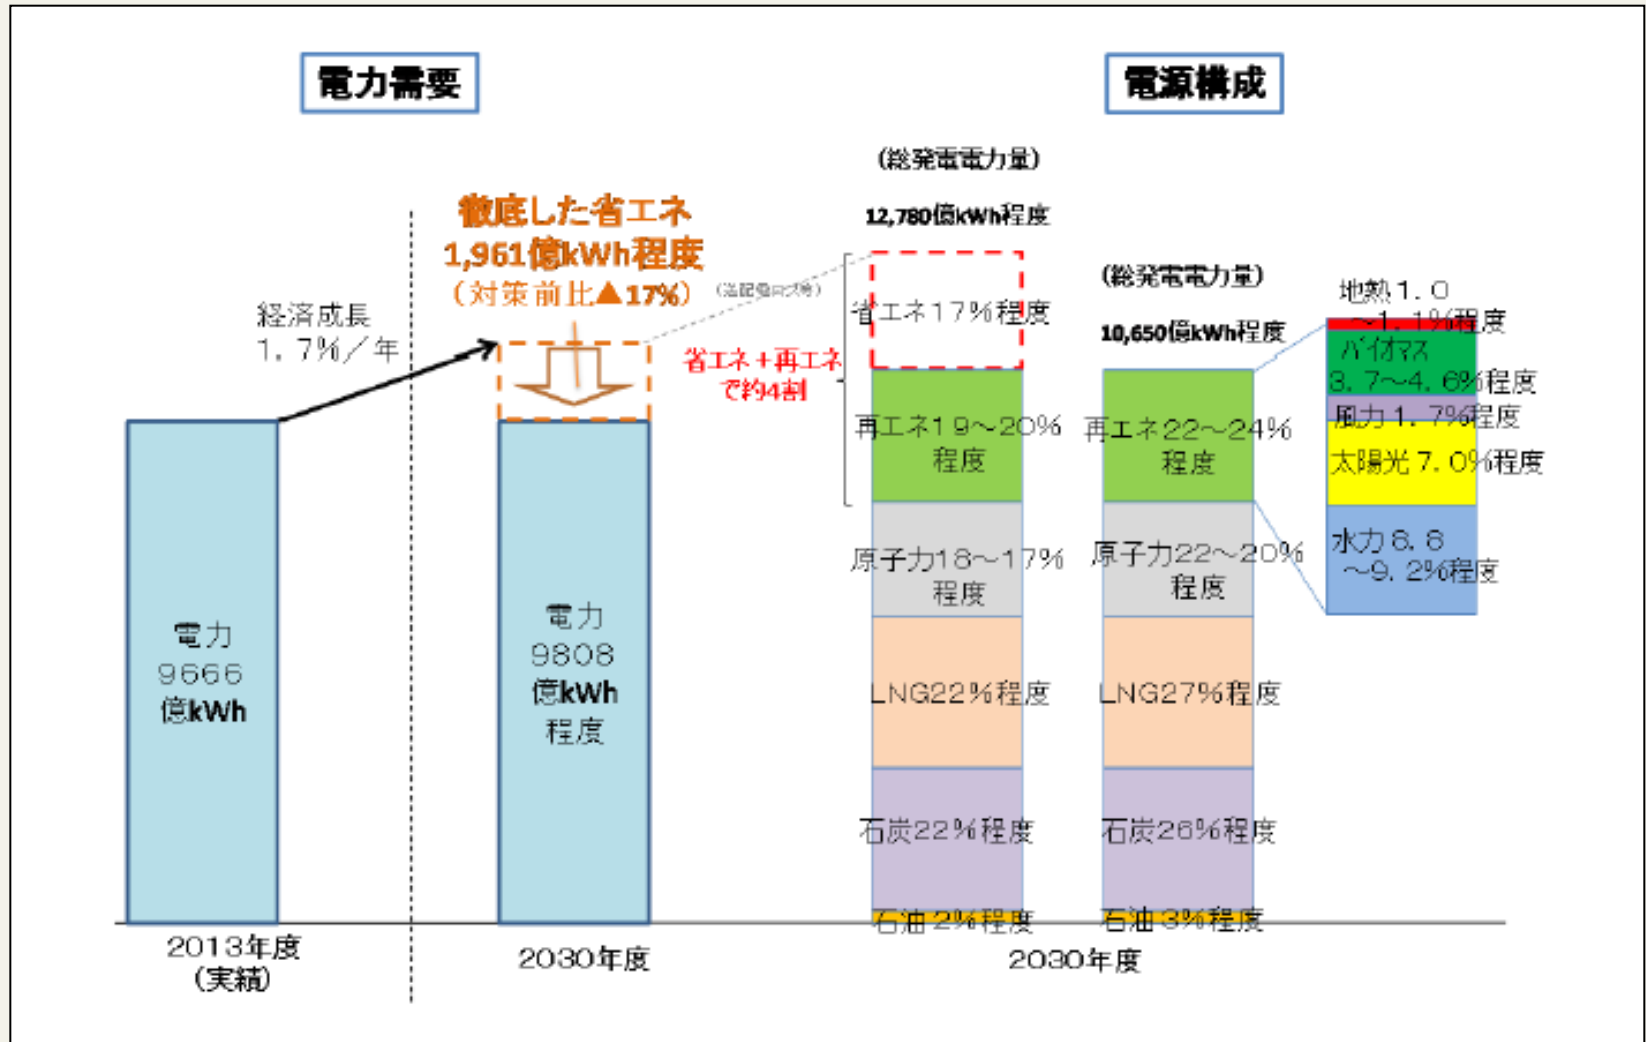 電力需要
電源構成
(総発電電力量)
12,780億kWh程度
徹底した省エネ
1,961億kWh程度
(対策前比▲17%)
(送配電ロス等)
(総発電電力量)
10,650億kWh程度
経済成長
1.7%/年
省エネ+再エネ
で約4割
省エネ17%程度
再エネ19~20%
程度
原子力18~17%
程度
LNG22%程度
石炭22%程度
石油2%程度
再エネ22~24%
程度
原子力22~20%
程度
LNG27%程度
石炭26%程度
石油3%程度
地熱1.0
~1.1%程度
バイオマス
3.7~4.6%程度
風力1.7%程度
太陽光7.0%程度
水力8.8
~9.2%程度
電力
9666
億kWh
電力
9808
億kWh
程度
2013年度
(実績)
2030年度
2030年度